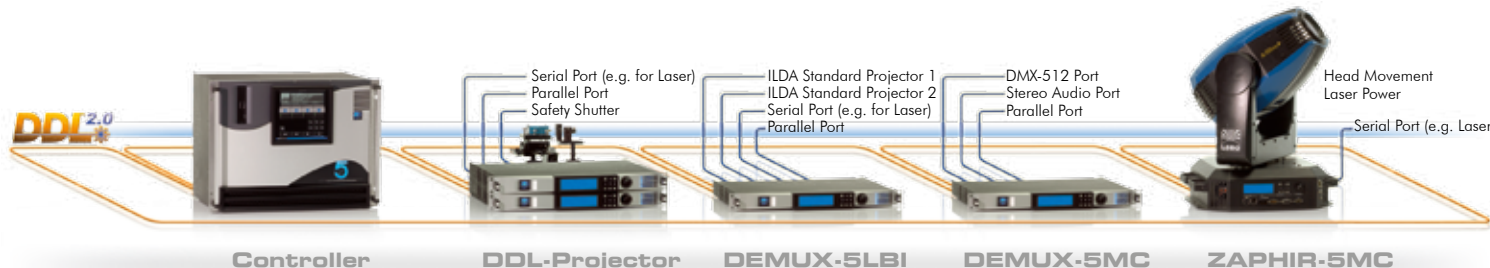 DDL 2.0
5
Serial Port (e.g. for Laser)
Parallel Port
Safety Shutter
ILDA Standard Projector 1
ILDA Standard Projector 2
Serial Port (e.g. for Laser)
Parallel Port
DMX-512 Port
Stereo Audio Port
Parallel Port
Head Movement
Laser Power
Serial Port (e.g. Laser
Controller
DDL-Projector
DEMUX-5LBI
DEMUX-5MC
ZAPHIR-5MC